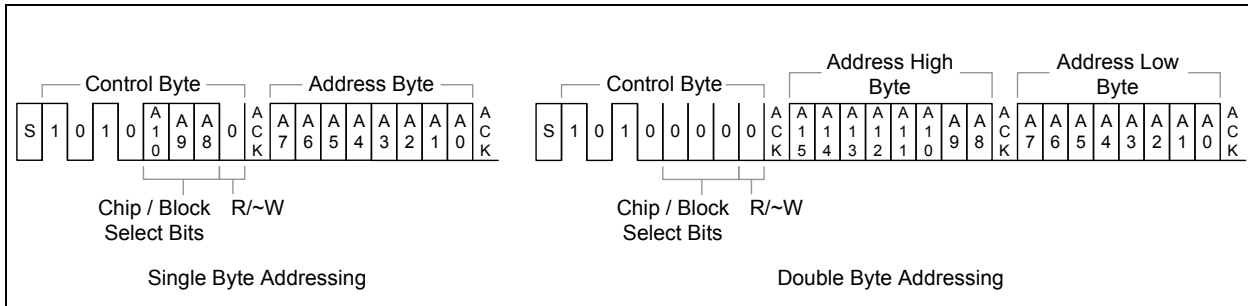 Control Byte
Address Byte
S 1 0 1 0 A10 A9 A8 0 ACK A7 A6 A5 A4 A3 A2 A1 A0 ACK
Chip / Block
Select Bits
R/~W
Single Byte Addressing
Control Byte
Address High
Byte
Address Low
Byte
S 1 0 1 0 0 0 0 0 ACK A15 A14 A13 A12 A11 A10 A9 A8 ACK A7 A6 A5 A4 A3 A2 A1 A0 ACK
Chip / Block
Select Bits
R/~W
Double Byte Addressing